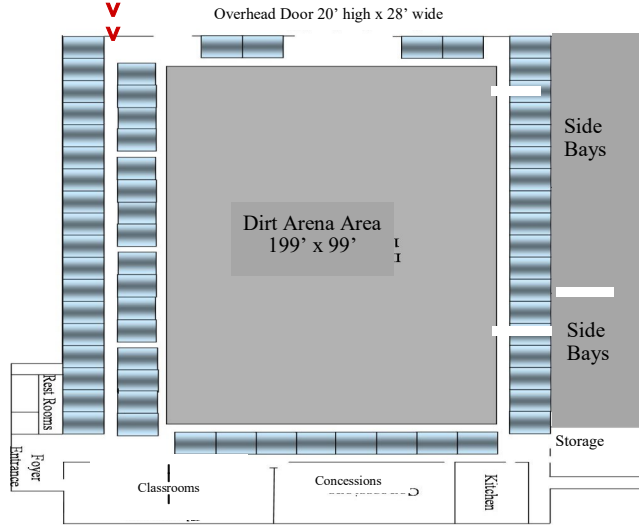 Overhead Door 20’ high x 28’ wide
Side
Bays
Dirt Arena Area
199’ x 99’
Side
Bays
Rest Rooms
Foyer
Entrance
Storage
Classrooms
Concessions
Kitchen